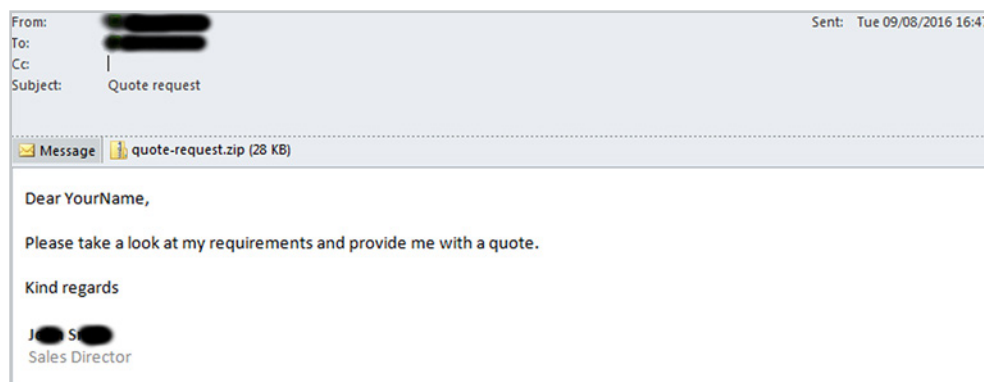 From:
Sent: Tue 09/08/2016 16:47
To:
Cc:
Subject: Quote request
Message quote-request.zip (28 KB)
Dear YourName,
Please take a look at my requirements and provide me with a quote.
Kind regards
Sales Director